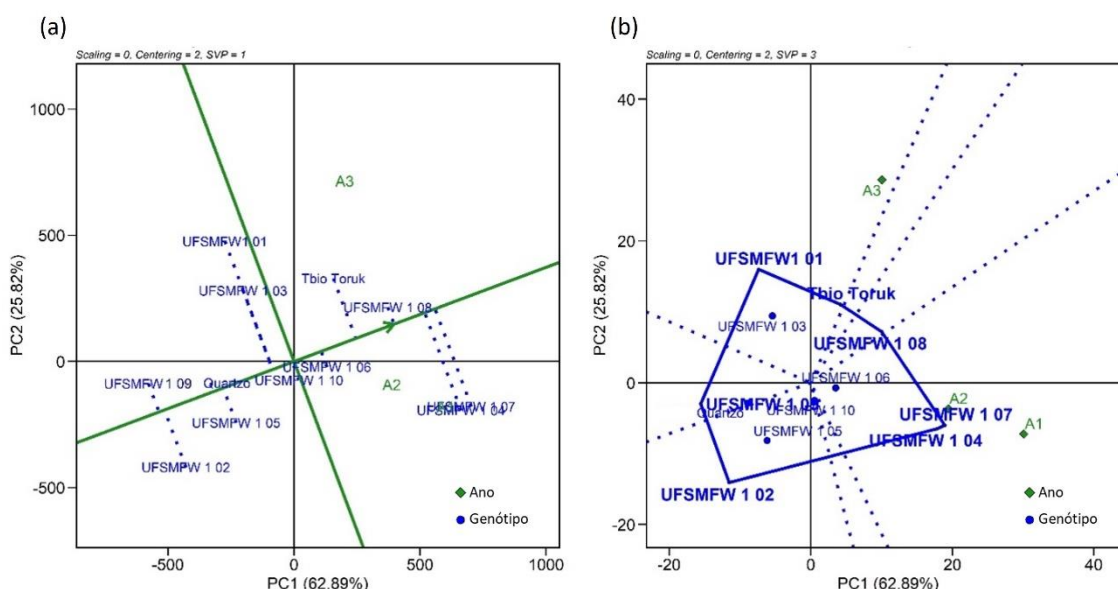 (a)
Scaling = 0, Centering = 2, SVP = 1
PC2 (25.82%)
1000
500
0
-500
A3
UFSMFW1 01
Tbio Toruk
UFSMFW 1 03
UFSMFW 1 08
UFSMFW 1 06
UFSMFW 1 10
UFSMFW 1 09
Quartzo
A2
UFSMFW 1 07
UFSMFW 1 04
UFSMFW 1 05
UFSMFW 1 02
Ano
Genótipo
-500
0
500
1000
PC1 (62.89%)
(b)
Scaling = 0, Centering = 2, SVP = 3
PC2 (25.82%)
40
20
0
-20
A3
UFSMFW1 01
Tbio Toruk
UFSMFW 1 03
UFSMFW 1 08
UFSMFW 1 06
UFSMFW 1 09
Quartzo
UFSMFW 1 10
A2
UFSMFW 1 07
A1
UFSMFW 1 05
UFSMFW 1 04
UFSMFW 1 02
Ano
Genótipo
-20
0
20
40
PC1 (62.89%)